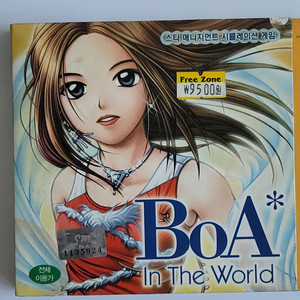 스타 매니지먼트 시뮬레이션 게임
Free Zone
₩9500원
BoA*
In The World
1195924
전체
이용가